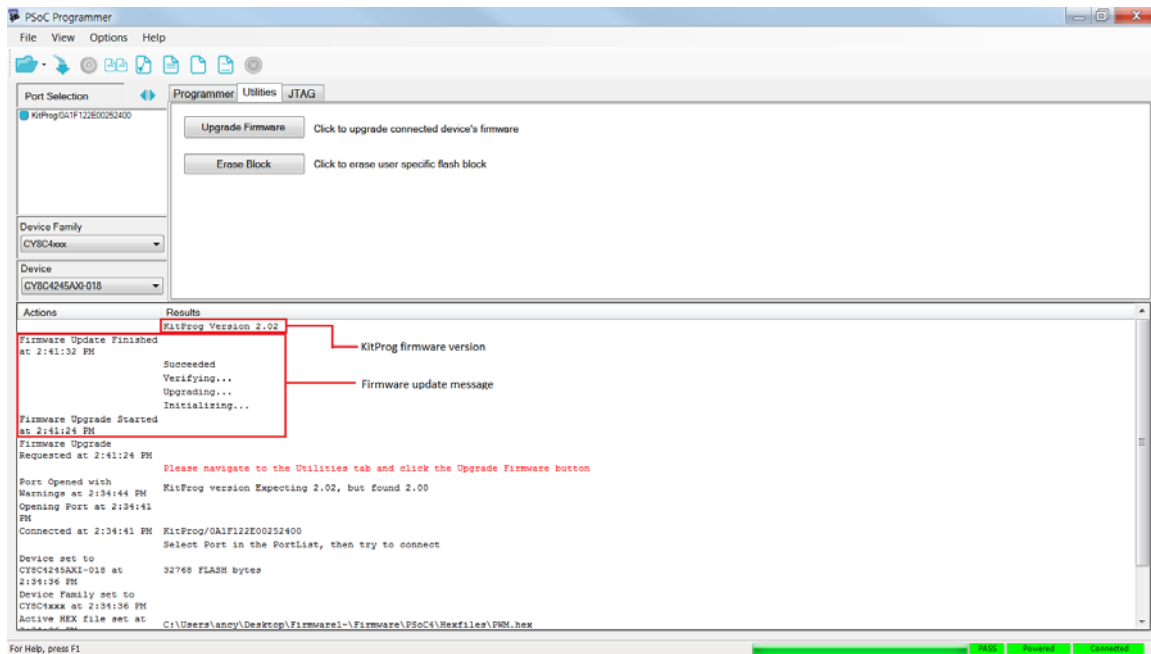 PSoC Programmer
File View Options Help
Port Selection
Programmer Utilities JTAG
KitProg/0A1F122E00252400
Upgrade Firmware Click to upgrade connected device's firmware
Erase Block Click to erase user specific flash block
Device Family
CY8C4xxx
Device
CY8C4245AXI-018
Actions Results
KitProg Version 2.02
KitProg firmware version
Firmware Update Finished
at 2:41:32 PM
Succeeded
Verifying...
Firmware update message
Upgrading...
Initializing...
Firmware Upgrade Started
at 2:41:24 PM
Firmware Upgrade
Requested at 2:41:24 PM
Please navigate to the Utilities tab and click the Upgrade Firmware button
Port Opened with
Warnings at 2:34:44 PM KitProg version Expecting 2.02, but found 2.00
Opening Port at 2:34:41
PM
Connected at 2:34:41 PM KitProg/0A1F122E00252400
Select Port in the PortList, then try to connect
Device set to
CY8C4245AXI-018 at 32768 FLASH bytes
2:34:36 PM
Device Family set to
CY8C4xxx at 2:34:36 PM
Active HEX file set at C:\Users\ancy\Desktop\Firmware1~\Firmware\PSoC4\Hexfiles\PWM.hex
For Help, press F1 PASS Powered Connected